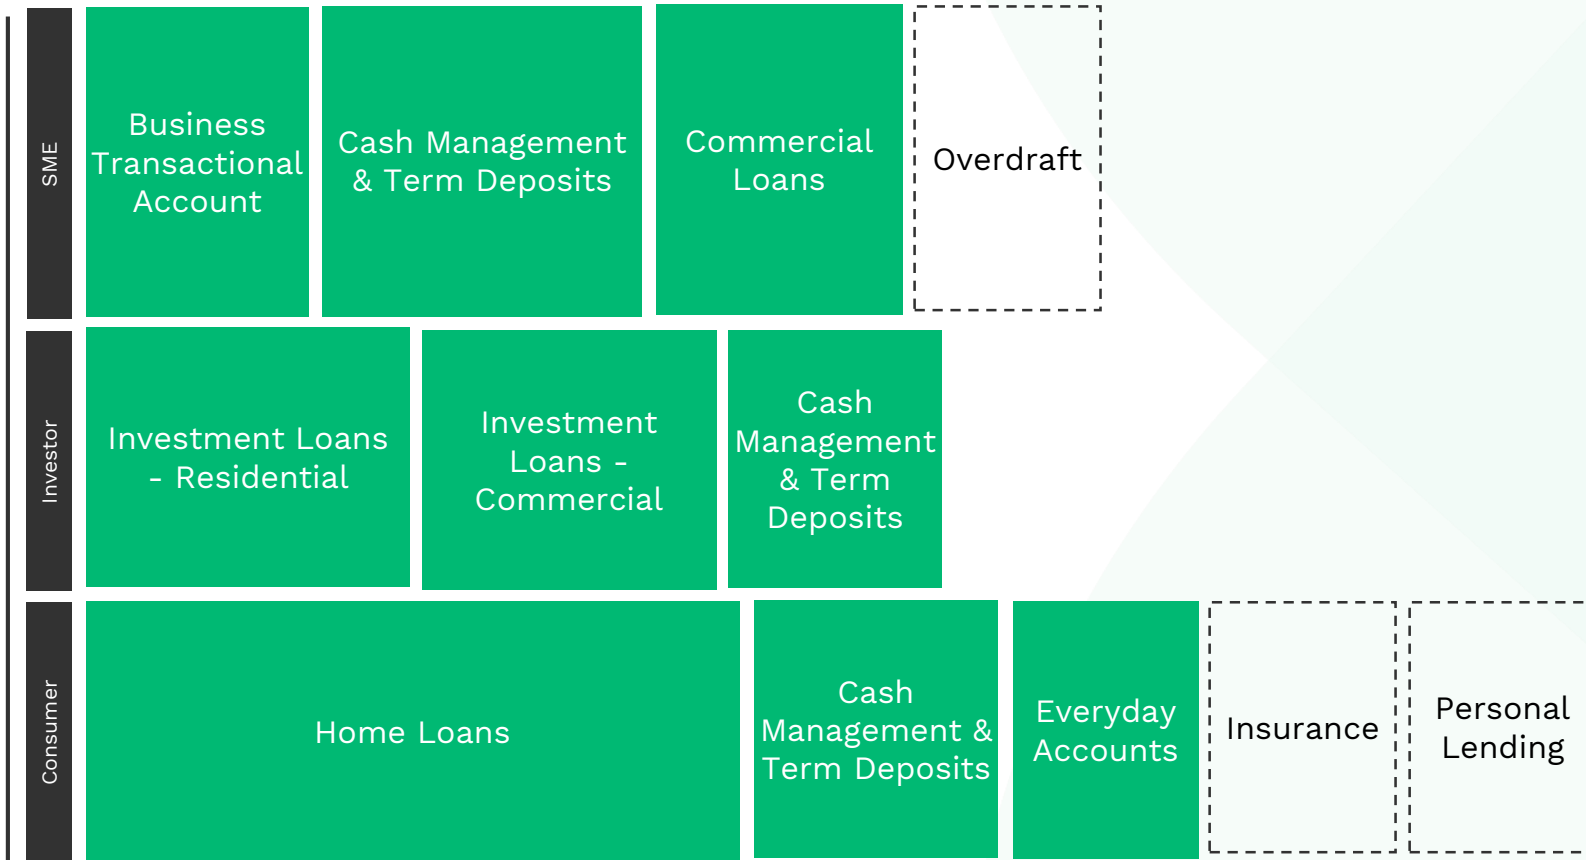 SME
Business
Transactional
Account
Cash Management
& Term Deposits
Commercial
Loans
Overdraft
Investor
Investment Loans
- Residential
Investment
Loans -
Commercial
Cash
Management
& Term
Deposits
Consumer
Home Loans
Cash
Management &
Term Deposits
Everyday
Accounts
Insurance
Personal
Lending